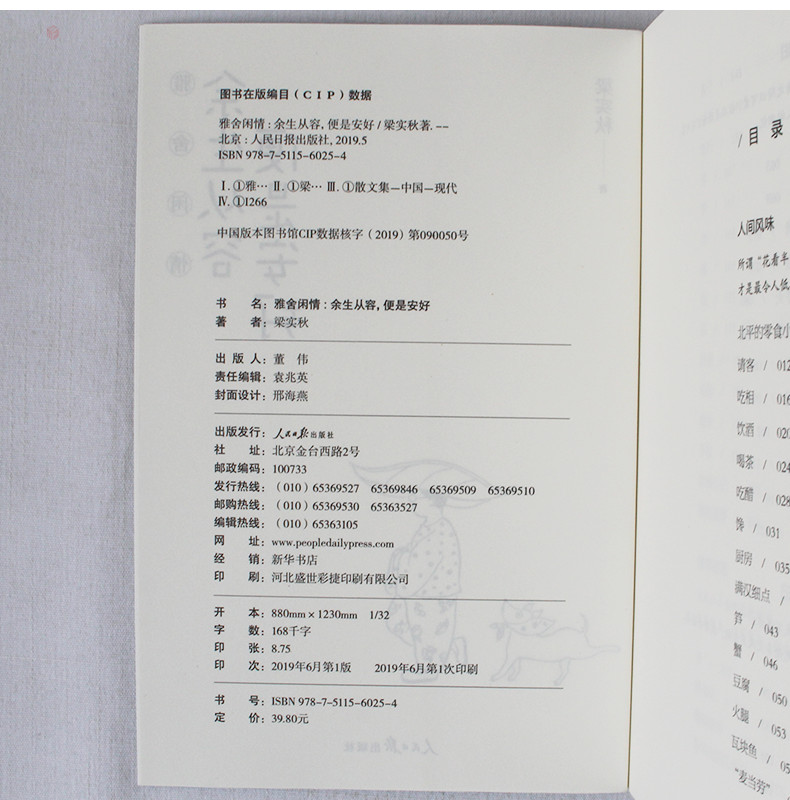 图书在版编目（CIP）数据
雅舍闲情：余生从容，便是安好 / 梁实秋著. --
北京：人民日报出版社，2019.5
ISBN 978-7-5115-6025-4
Ⅰ. ①雅… Ⅱ. ①梁… Ⅲ. ①散文集—中国—现代
Ⅳ. ①I266
中国版本图书馆CIP数据核字（2019）第090050号
书 名：雅舍闲情：余生从容，便是安好
著 者：梁实秋
出 版 人：董 伟
责任编辑：袁兆英
封面设计：邢海燕
出版发行：人民日报出版社
社 址：北京金台西路2号
邮政编码：100733
发行热线：（010）65369527 65369846 65369509 65369510
邮购热线：（010）65369530 65363527
编辑热线：（010）65363105
网 址：www.peopledailypress.com
经 销：新华书店
印 刷：河北盛世彩捷印刷有限公司
开 本：880mm×1230mm 1/32
字 数：168千字
印 张：8.75
印 次：2019年6月第1版 2019年6月第1次印刷
书 号：ISBN 978-7-5115-6025-4
定 价：39.80元
/ 目 录
人间风味
所谓“花看半
才是最令人低
北平的零食小
请客 / 012
吃相 / 016
饮酒 / 020
喝茶 / 024
吃醋 / 028
馋 / 031
厨房 / 035
满汉细点 /
笋 / 043
蟹 / 046
豆腐 / 050
火腿 / 053
瓦块鱼 / 05
“麦当劳”